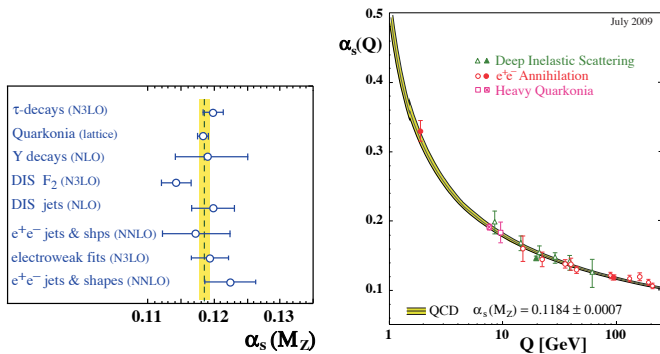 τ-decays (N3LO)
Quarkonia (lattice)
Υ decays (NLO)
DIS F₂ (N3LO)
DIS jets (NLO)
e⁺e⁻ jets & shps (NNLO)
electroweak fits (N3LO)
e⁺e⁻ jets & shapes (NNLO)
0.11 0.12 0.13
αₛ(M_Z)
0.5
July 2009
αₛ(Q)
0.4
Deep Inelastic Scattering
e⁺e⁻ Annihilation
Heavy Quarkonia
0.3
0.2
0.1
QCD αₛ(M_Z) = 0.1184 ± 0.0007
1 10 100
Q [GeV]